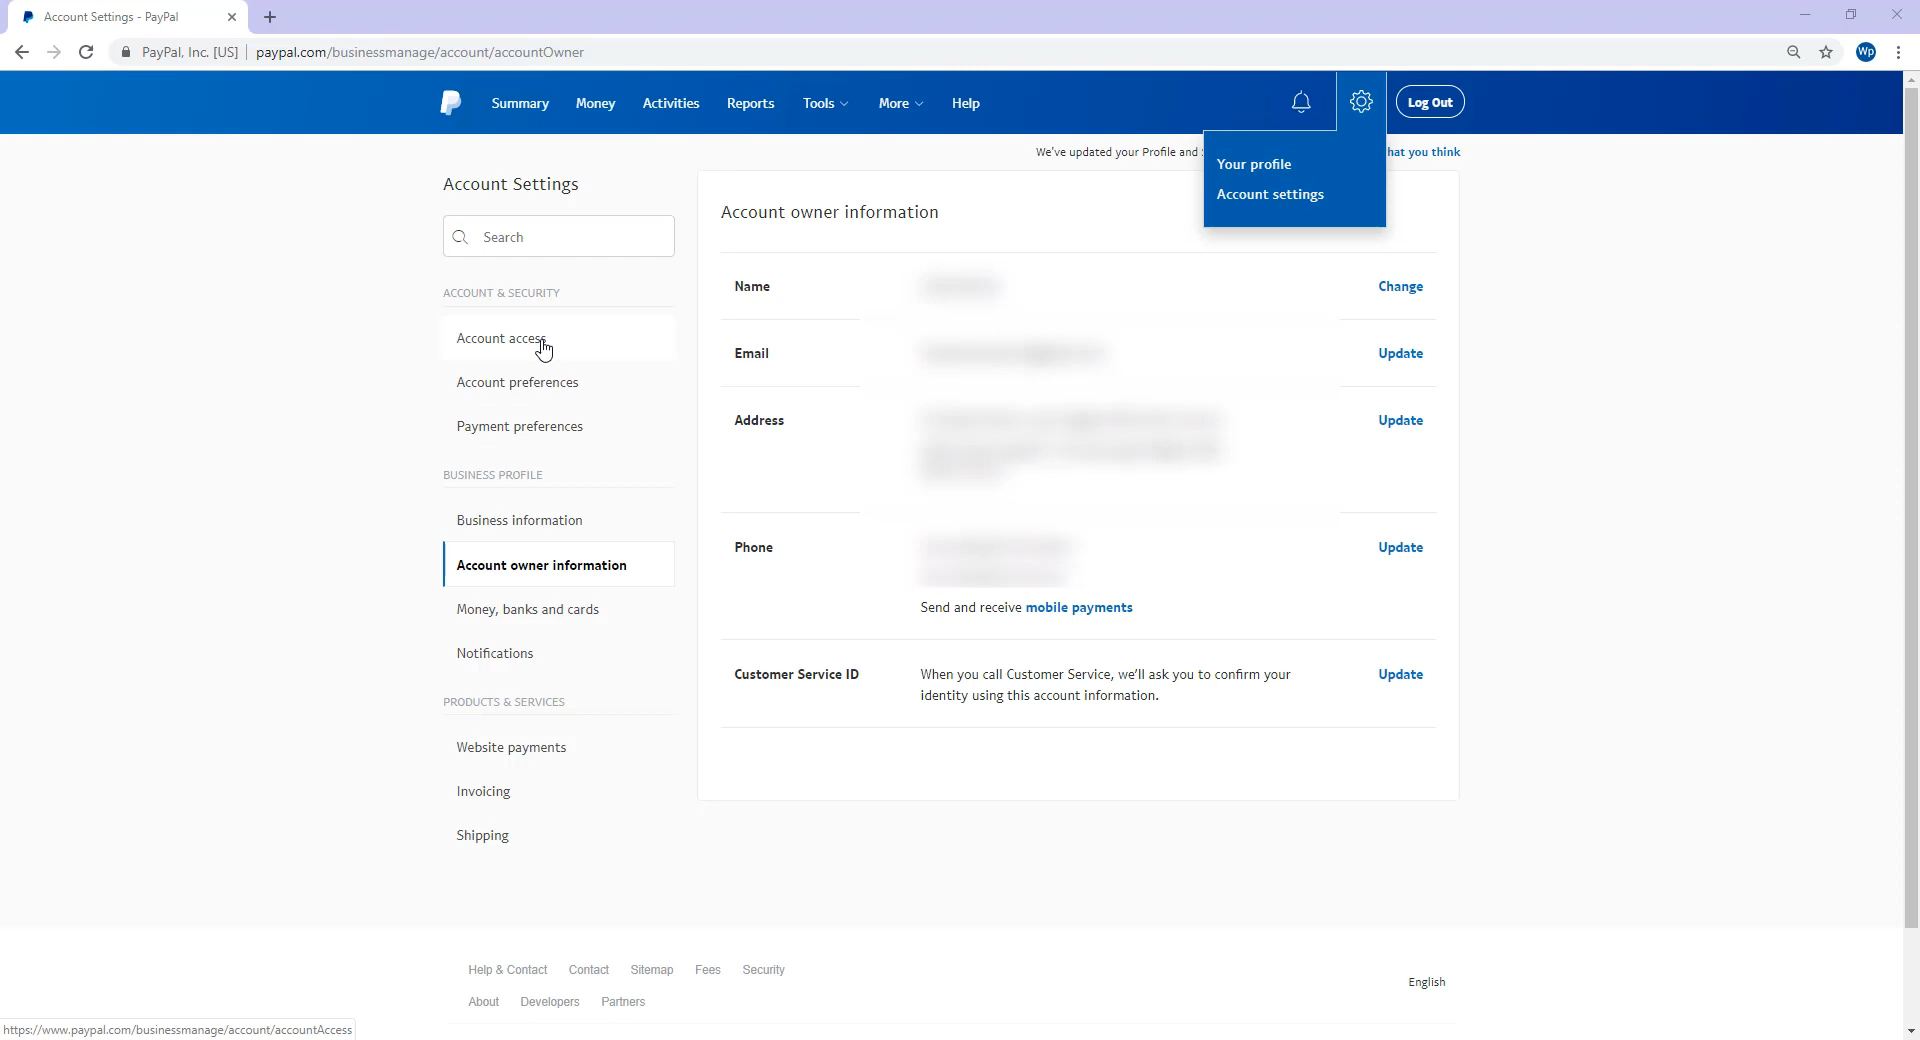 Account Settings - PayPal
PayPal, Inc. [US] | paypal.com/businessmanage/account/accountOwner
Wp
Summary Money Activities Reports Tools More Help Log Out
We've updated your Profile and hat you think
Your profile
Account settings
Account Settings
Search
ACCOUNT & SECURITY
Account access
Account preferences
Payment preferences
BUSINESS PROFILE
Business information
Account owner information
Money, banks and cards
Notifications
PRODUCTS & SERVICES
Website payments
Invoicing
Shipping
Account owner information
Name Change
Email Update
Address Update
Phone Update
Send and receive mobile payments
Customer Service ID When you call Customer Service, we'll ask you to confirm your Update
identity using this account information.
Help & Contact Contact Sitemap Fees Security
English
About Developers Partners
https://www.paypal.com/businessmanage/account/accountAccess